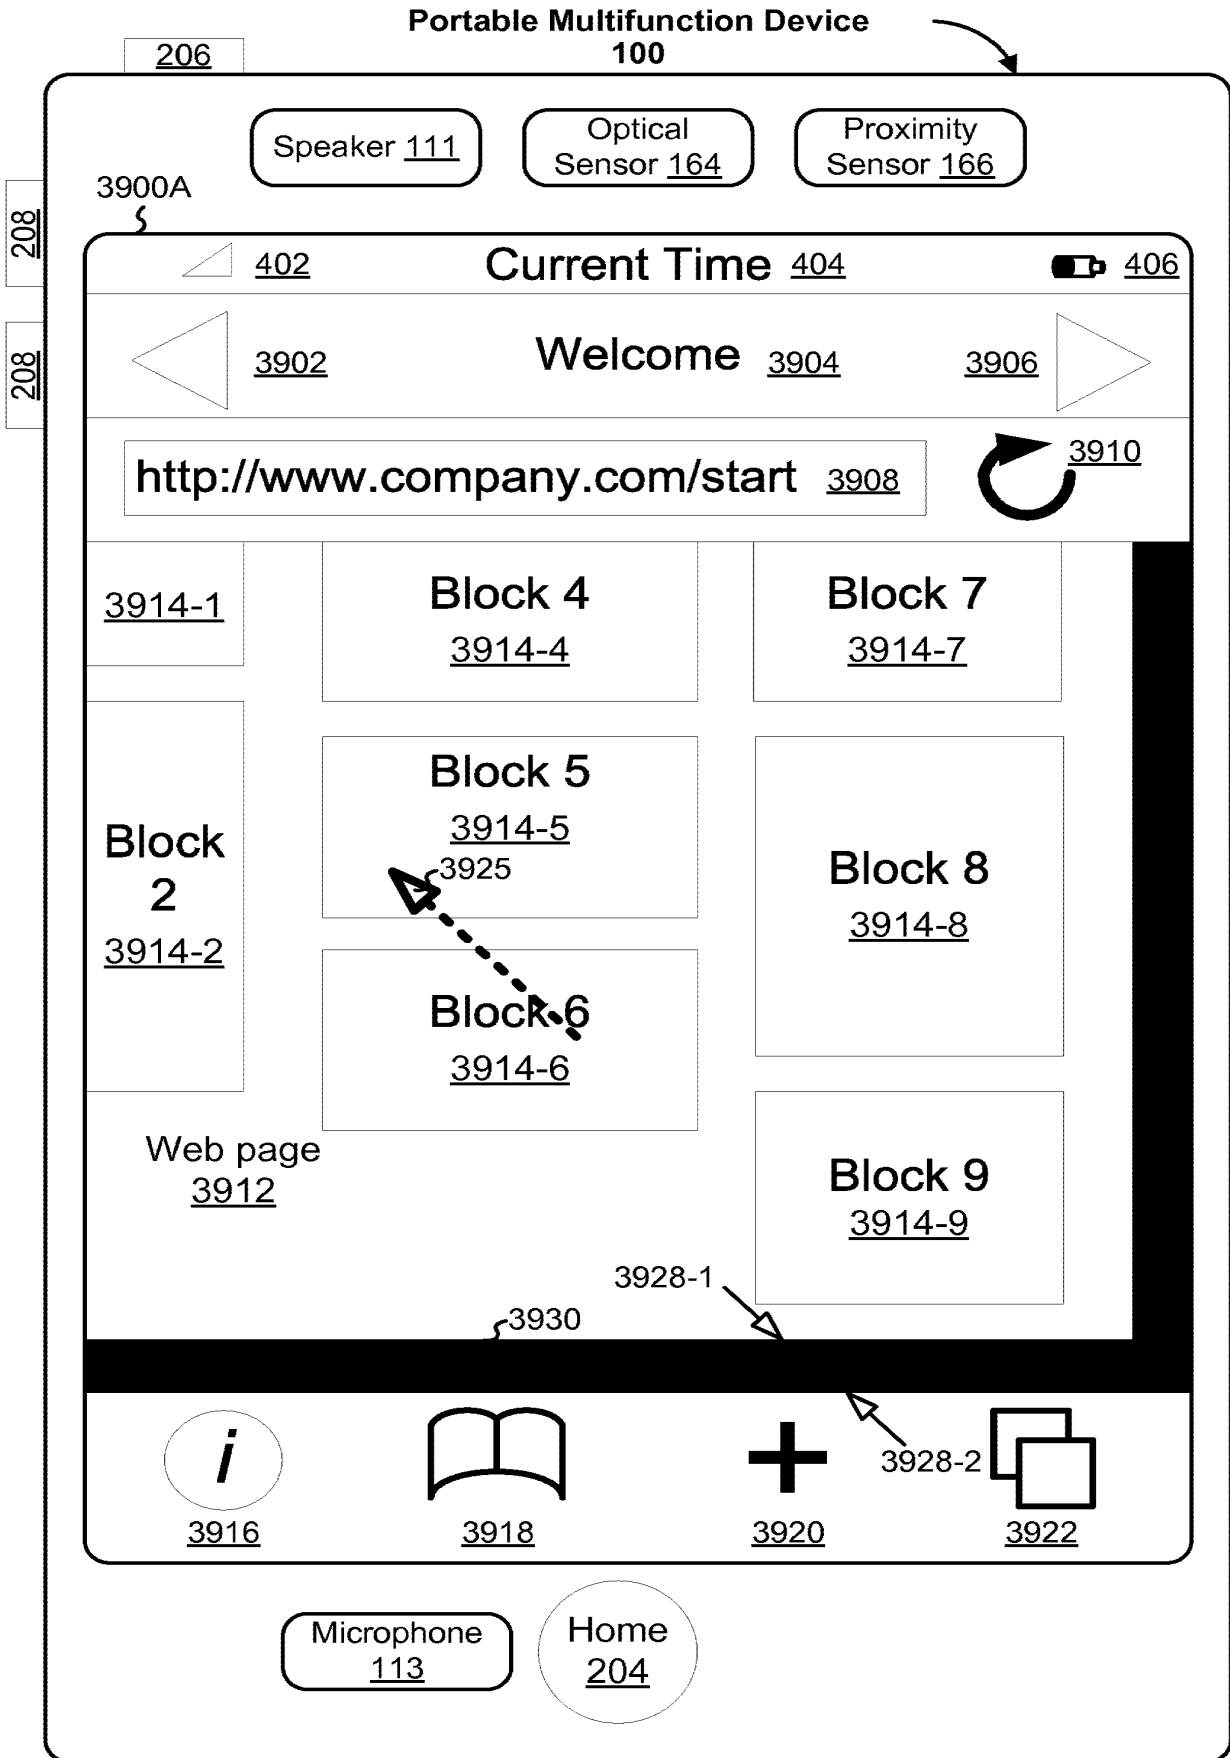 Portable Multifunction Device
100
206
Speaker 111
Optical
Sensor 164
Proximity
Sensor 166
3900A
208
208
402
Current Time 404
406
3902
Welcome 3904
3906
http://www.company.com/start 3908
3910
3914-1
Block 4
3914-4
Block 7
3914-7
Block 5
3914-5
3925
Block
2
3914-2
Block 8
3914-8
Block 6
3914-6
Web page
3912
Block 9
3914-9
3928-1
3930
i
3928-2
3916
3918
3920
3922
Microphone
113
Home
204